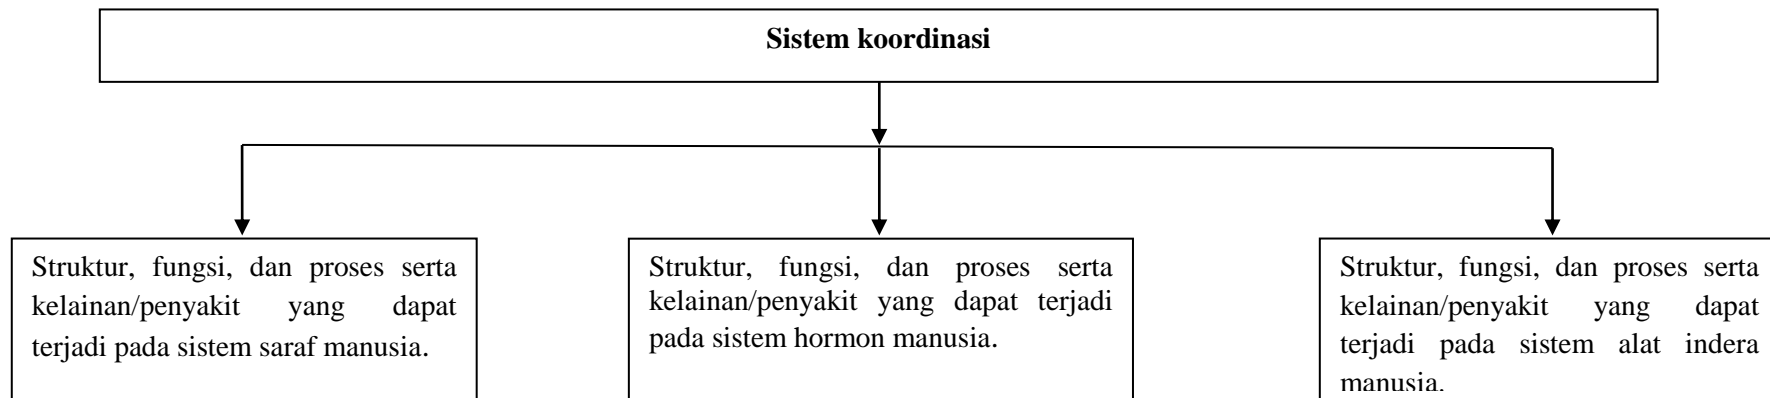 Sistem koordinasi
Struktur, fungsi, dan proses serta
kelainan/penyakit yang dapat
terjadi pada sistem saraf manusia.
Struktur, fungsi, dan proses serta
kelainan/penyakit yang dapat terjadi
pada sistem hormon manusia.
Struktur, fungsi, dan proses serta
kelainan/penyakit yang dapat
terjadi pada sistem alat indera
manusia.